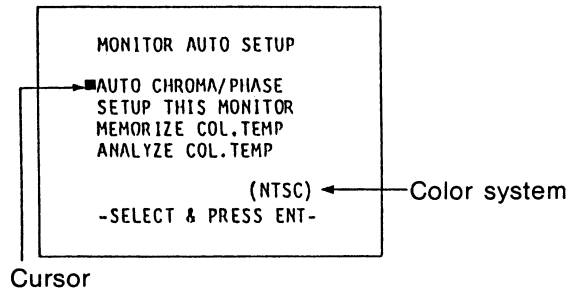 MONITOR AUTO SETUP
AUTO CHROMA/PHASE
SETUP THIS MONITOR
MEMORIZE COL.TEMP
ANALYZE COL.TEMP
(NTSC)
Color system
-SELECT & PRESS ENT-
Cursor